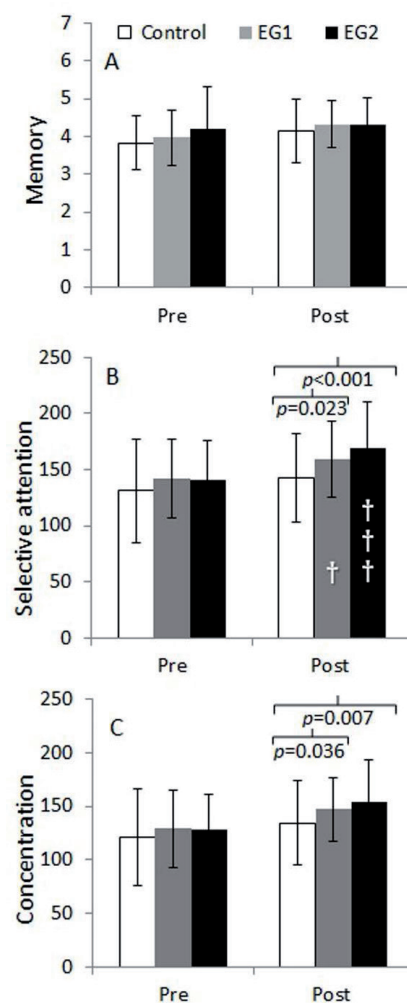 7
Control EG1 EG2
6
A
5
4
3
2
1
0
Memory
Pre Post
250
B
p<0.001
200
p=0.023
150
100
† †††
50
0
Selective attention
Pre Post
250
C
p=0.007
200
p=0.036
150
100
50
0
Concentration
Pre Post